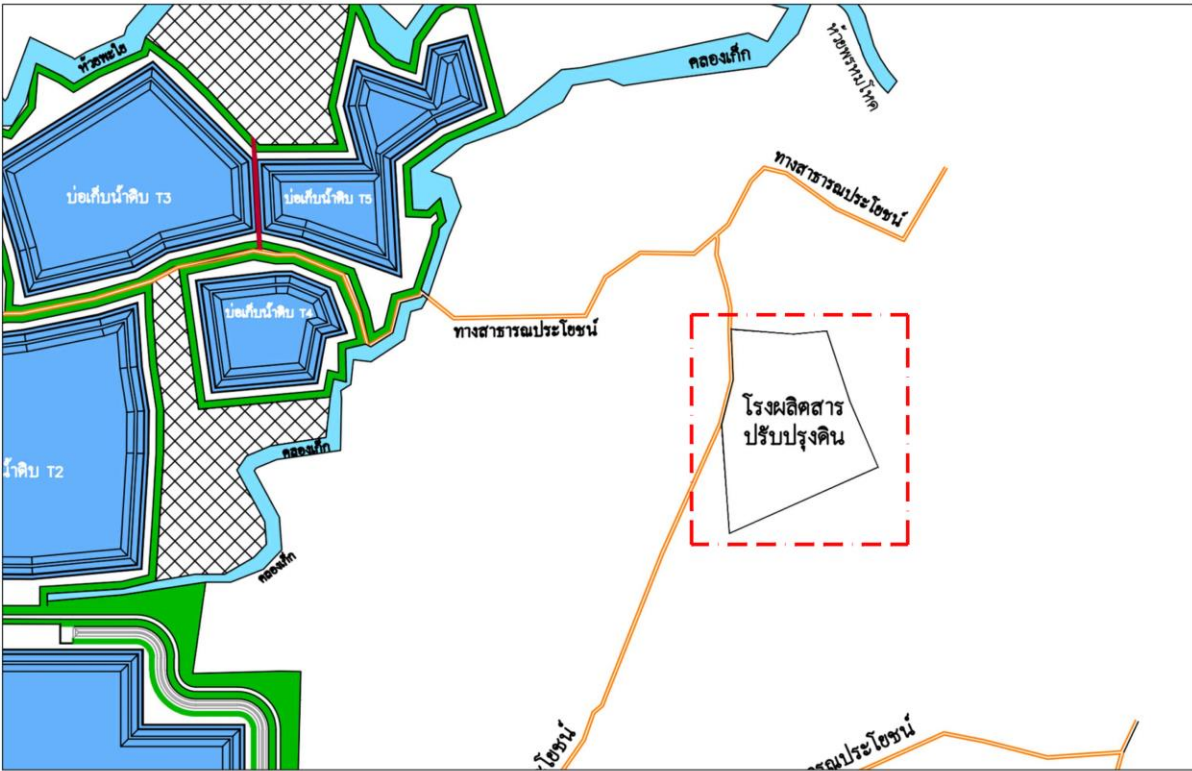 ห้วยพะใย
คลองเก็ก
ห้วยพรหมโหด
บ่อเก็บน้ำดิบ T3
บ่อเก็บน้ำดิบ T5
ทางสาธารณประโยชน์
บ่อเก็บน้ำดิบ T4
ทางสาธารณประโยชน์
โรงผลิตสาร
ปรับปรุงดิน
น้ำดิบ T2
คลองเก็ก
คลองเก็ก
โยชน์
ารณประโยชน์